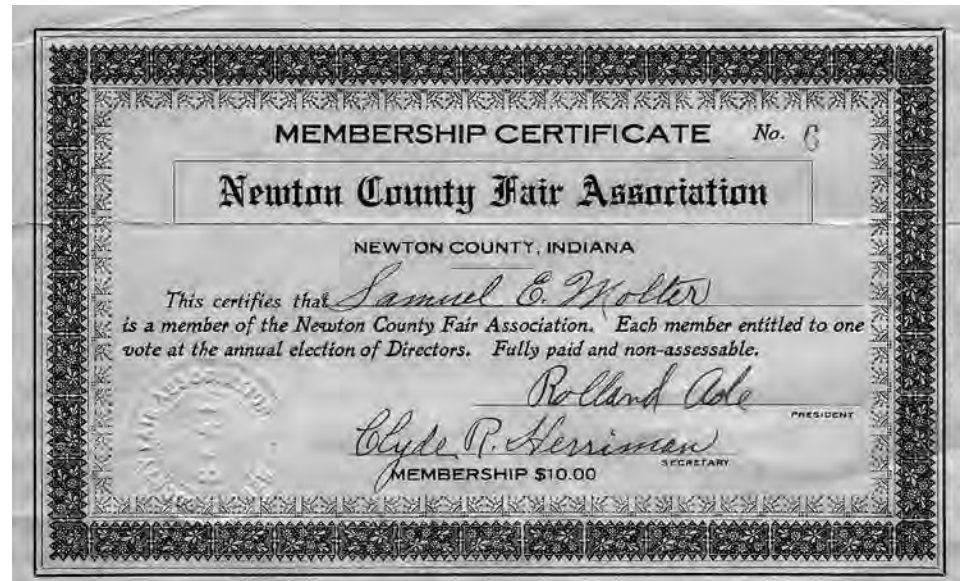 MEMBERSHIP CERTIFICATE No. 6
Newton County Fair Association
NEWTON COUNTY, INDIANA
This certifies that Samuel E. Molter
is a member of the Newton County Fair Association. Each member entitled to one
vote at the annual election of Directors. Fully paid and non-assessable.
Rolland Ade
PRESIDENT
Clyde R. Herriman
SECRETARY
MEMBERSHIP $10.00